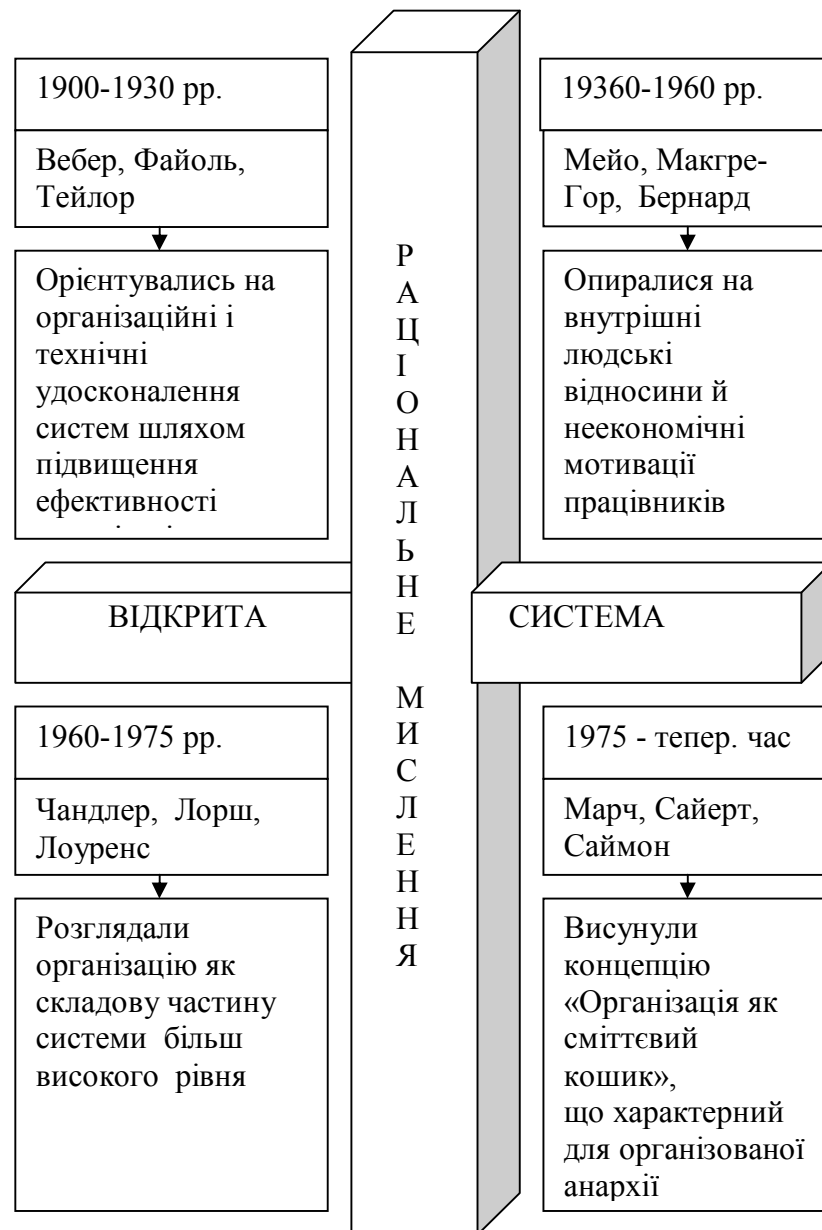 1900-1930 рр.
Вебер, Файоль,
Тейлор
Орієнтувались на
організаційні і
технічні
удосконалення
систем шляхом
підвищення
ефективності
19360-1960 рр.
Мейо, Макгре-
Гор, Бернард
Опиралися на
внутрішні
людські
відносини й
неекономічні
мотивації
працівників
РАЦІОНАЛЬНЕ МИСЛЕННЯ
ВІДКРИТА СИСТЕМА
1960-1975 рр.
Чандлер, Лорш,
Лоуренс
Розглядали
організацію як
складову частину
системи більш
високого рівня
1975 - тепер. час
Марч, Сайерт,
Саймон
Висунули
концепцію
«Організація як
сміттєвий
кошик»,
що характерний
для організованої
анархії